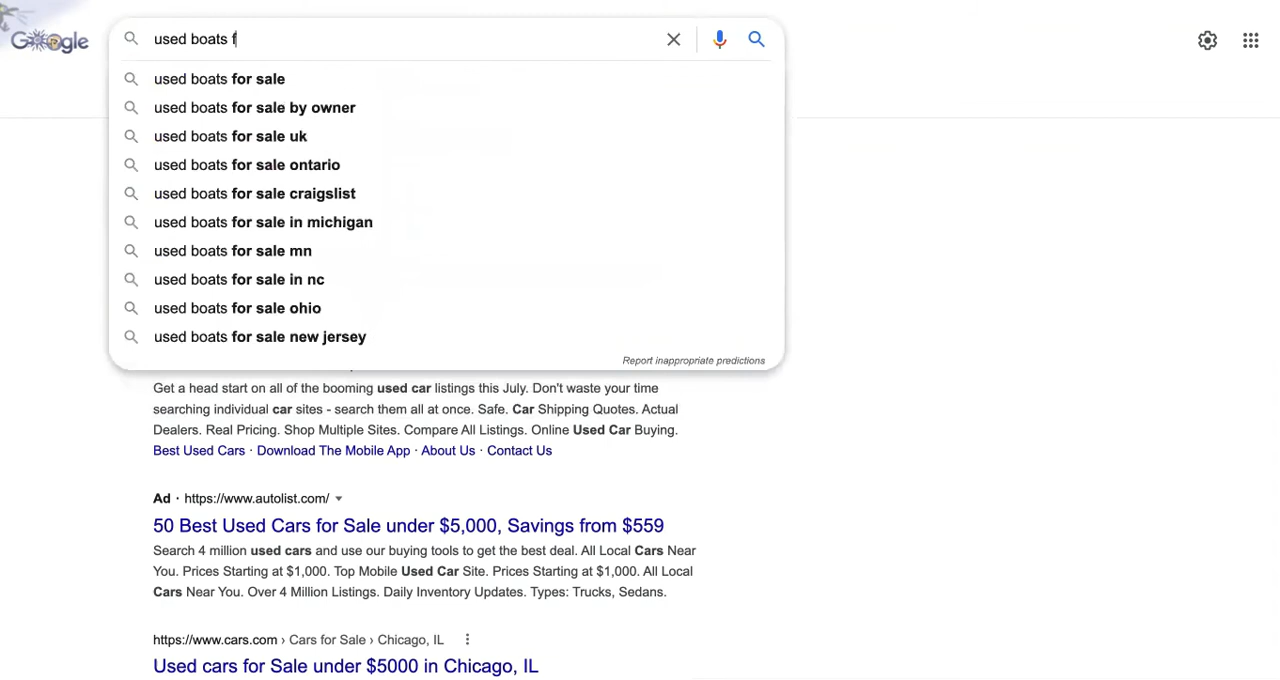 Google
used boats f
used boats for sale
used boats for sale by owner
used boats for sale uk
used boats for sale ontario
used boats for sale craigslist
used boats for sale in michigan
used boats for sale mn
used boats for sale in nc
used boats for sale ohio
used boats for sale new jersey
Report inappropriate predictions
Get a head start on all of the booming used car listings this July. Don't waste your time
searching individual car sites - search them all at once. Safe. Car Shipping Quotes. Actual
Dealers. Real Pricing. Shop Multiple Sites. Compare All Listings. Online Used Car Buying.
Best Used Cars · Download The Mobile App · About Us · Contact Us
Ad · https://www.autolist.com/
50 Best Used Cars for Sale under $5,000, Savings from $559
Search 4 million used cars and use our buying tools to get the best deal. All Local Cars Near
You. Prices Starting at $1,000. Top Mobile Used Car Site. Prices Starting at $1,000. All Local
Cars Near You. Over 4 Million Listings. Daily Inventory Updates. Types: Trucks, Sedans.
https://www.cars.com › Cars for Sale › Chicago, IL
Used cars for Sale under $5000 in Chicago, IL